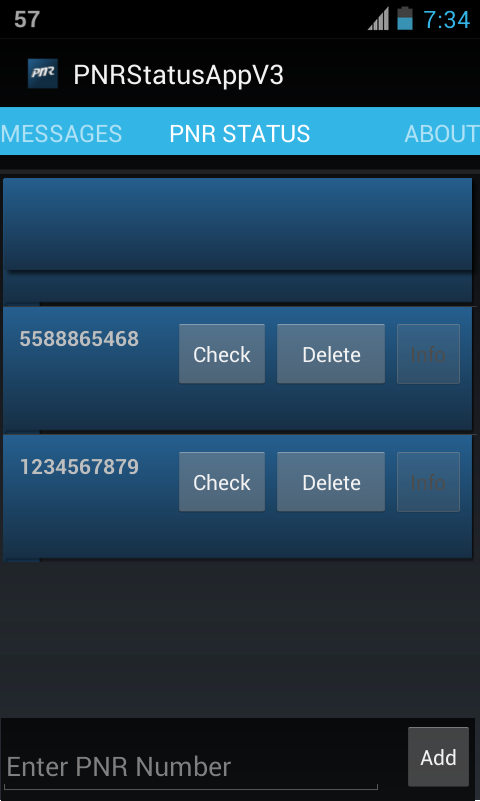 57 7:34
PNR PNRStatusAppV3
MESSAGES PNR STATUS ABOUT
5588865468 Check Delete Info
1234567879 Check Delete Info
Enter PNR Number Add